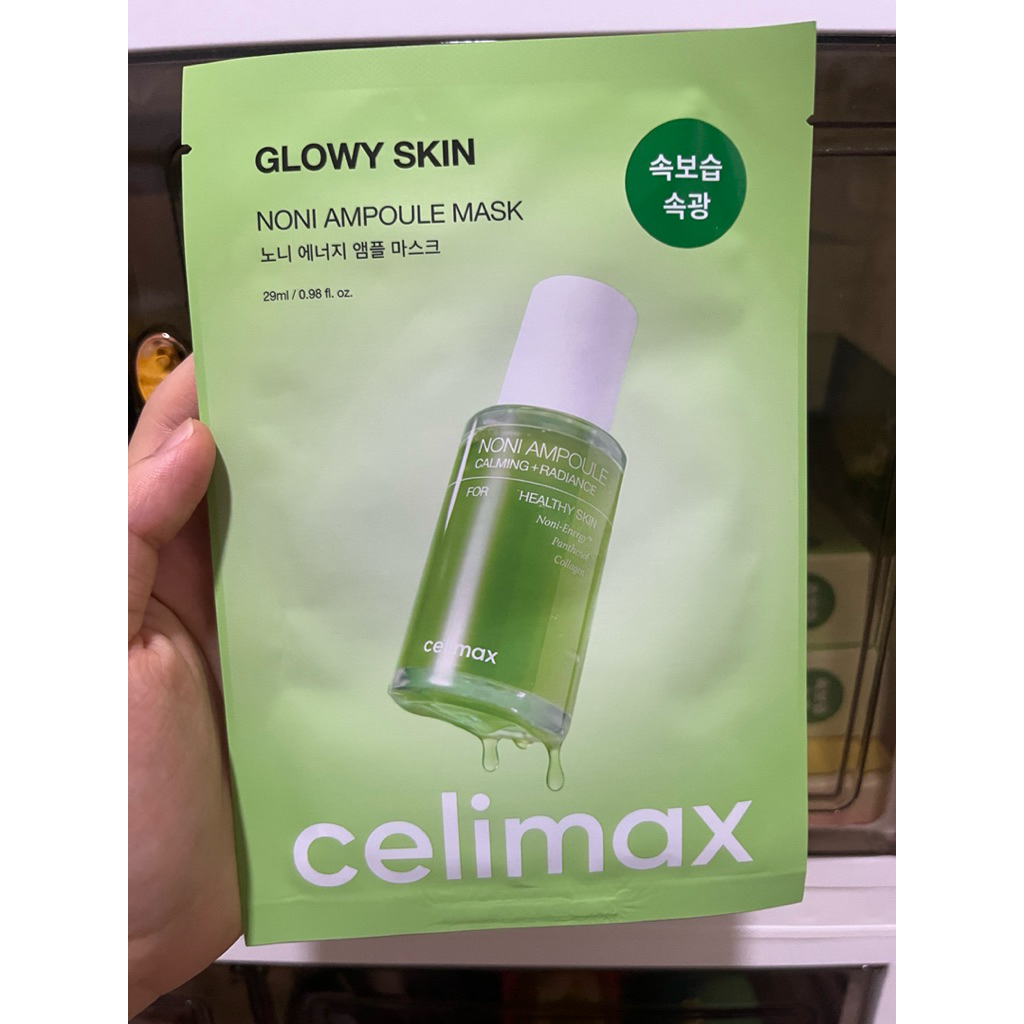 GLOWY SKIN
속보습
속광
NONI AMPOULE MASK
노니 에너지 앰플 마스크
29ml / 0.98 fl. oz.
NONI AMPOULE
CALMING + RADIANCE
FOR HEALTHY SKIN
Noni-Energy™
Panthenol
Collagen
celimax
celimax